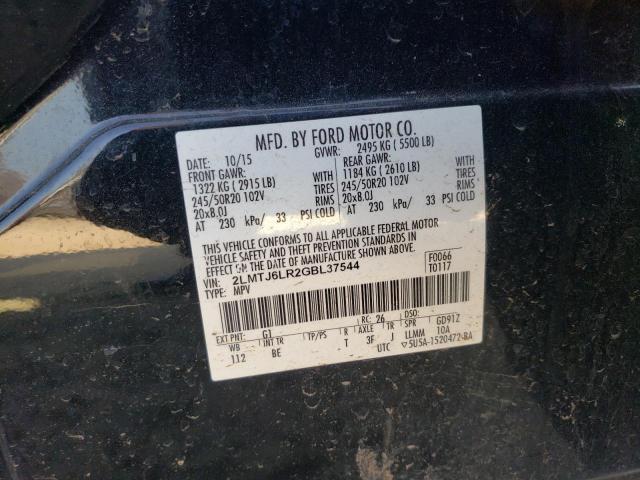 MFD. BY FORD MOTOR CO.
DATE: 10/15 GVWR: 2495 KG ( 5500 LB)
FRONT GAWR: REAR GAWR:
1322 KG ( 2915 LB) WITH 1184 KG ( 2610 LB) WITH
245/50R20 102V TIRES 245/50R20 102V TIRES
20x8.0J RIMS 20x8.0J RIMS
AT 230 kPa/ 33 PSI COLD AT 230 kPa/ 33 PSI COLD
THIS VEHICLE CONFORMS TO ALL APPLICABLE FEDERAL MOTOR
VEHICLE SAFETY AND THEFT PREVENTION STANDARDS IN
EFFECT ON THE DATE OF MANUFACTURE SHOWN ABOVE.
VIN: 2LMTJ6LR2GBL37544 F0066
TYPE: MPV T0117
EXT PNT: G1 RC: 26 DSO:
WB INT TR TP/PS R AXLE TR SPR GD91Z
112 BE T 3F J LLMM 10A
UTC ▽5U5A-1520472-BA